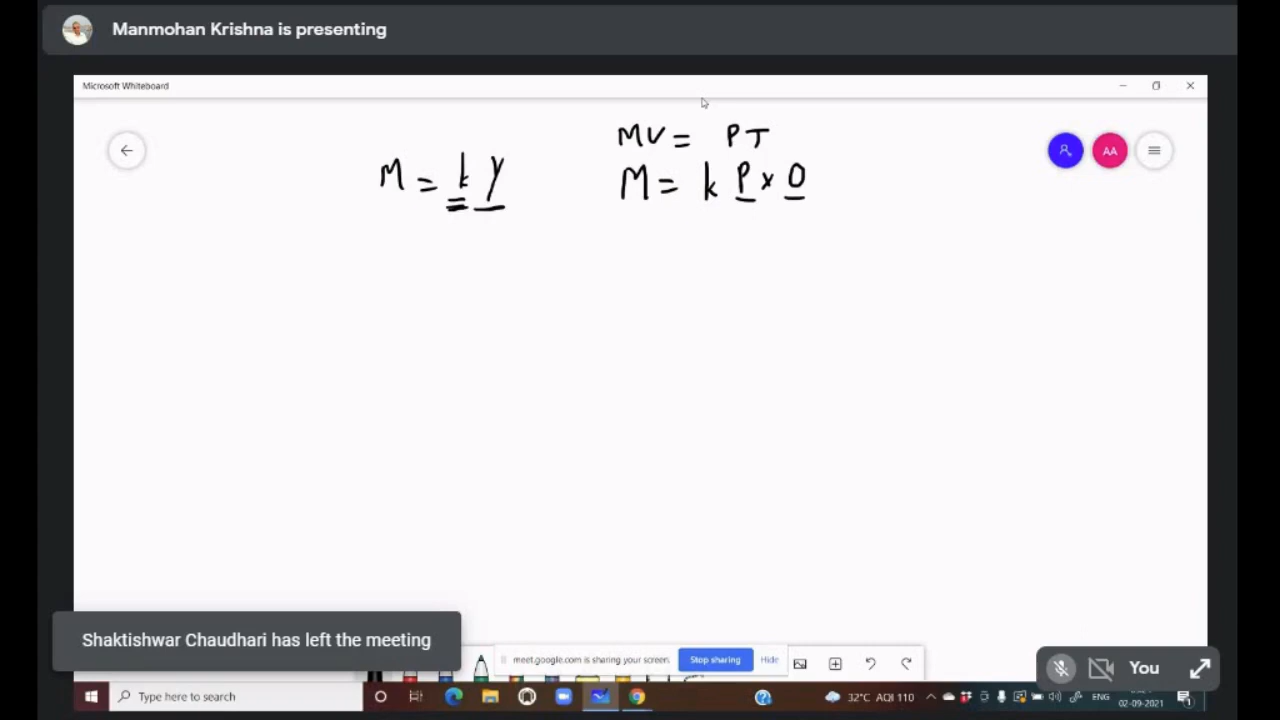 Manmohan Krishna is presenting
Microsoft Whiteboard
MV = PT
M = k y
M = k P x O
AA
Shaktishwar Chaudhari has left the meeting
meet.google.com is sharing your screen.
Stop sharing
Hide
You
Type here to search
32°C AQI 110
ENG
02-09-2021